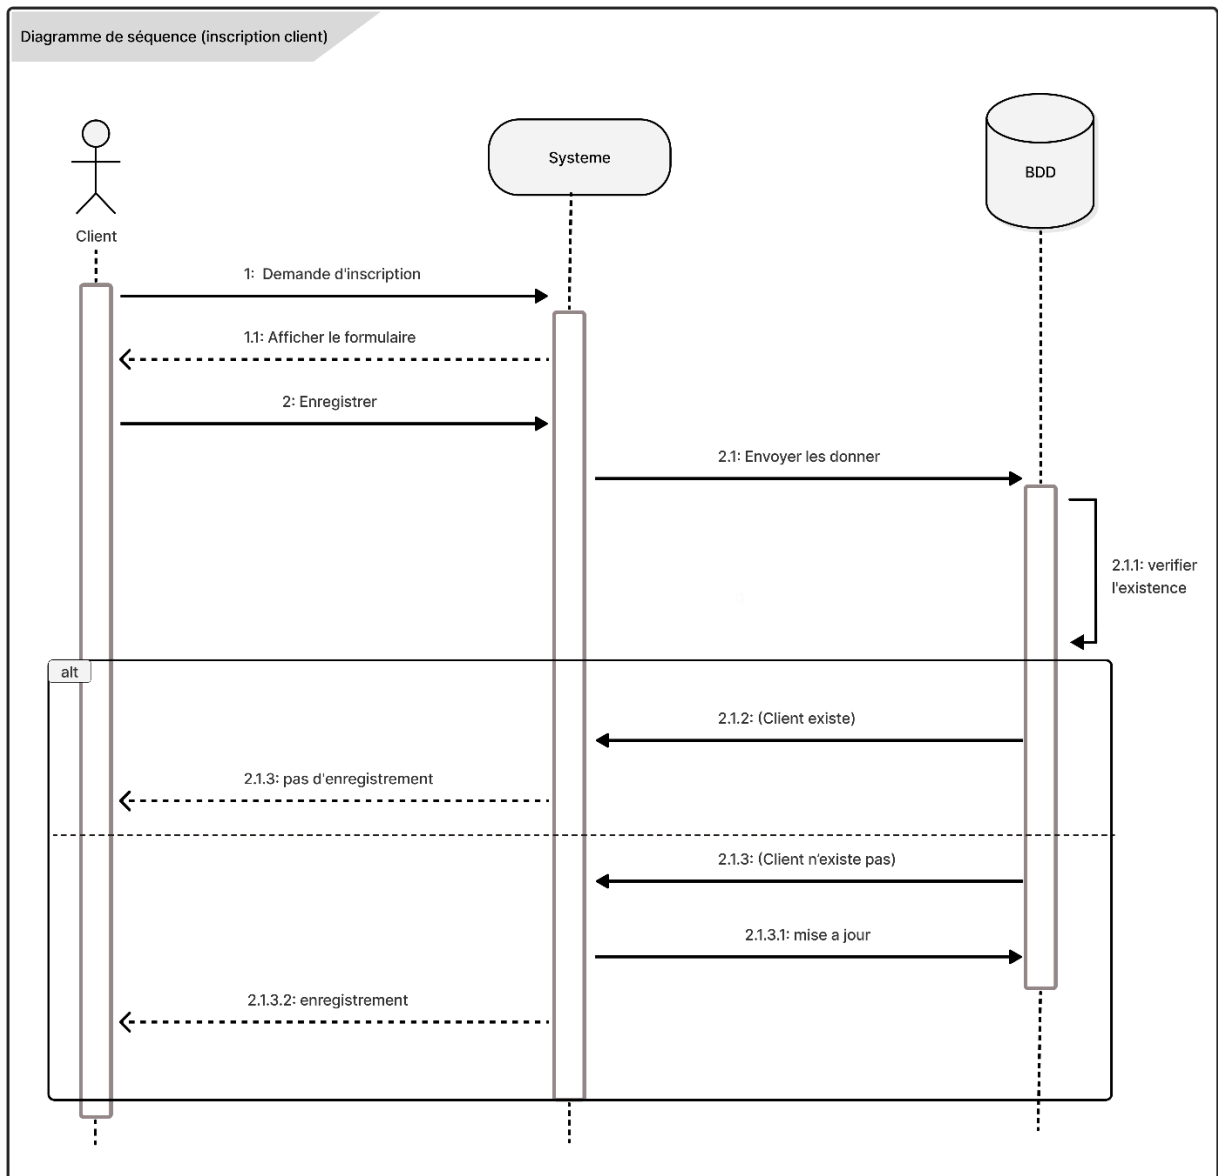 Diagramme de séquence (inscription client)
Systeme
BDD
Client
1:  Demande d'inscription
1.1: Afficher le formulaire
2: Enregistrer
2.1: Envoyer les donner
2.1.1: verifier
l'existence
alt
2.1.2: (Client existe)
2.1.3: pas d'enregistrement
2.1.3: (Client n'existe pas)
2.1.3.1: mise a jour
2.1.3.2: enregistrement